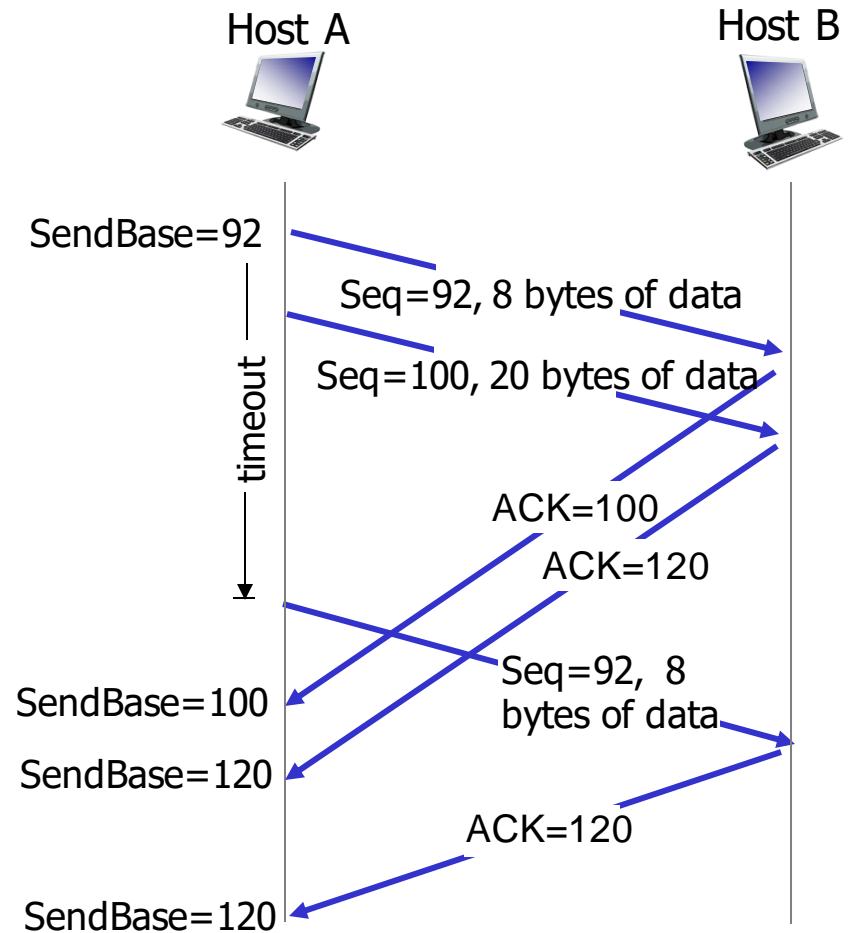 Host A
Host B
SendBase=92
Seq=92, 8 bytes of data
Seq=100, 20 bytes of data
timeout
ACK=100
ACK=120
Seq=92, 8
bytes of data
SendBase=100
SendBase=120
ACK=120
SendBase=120